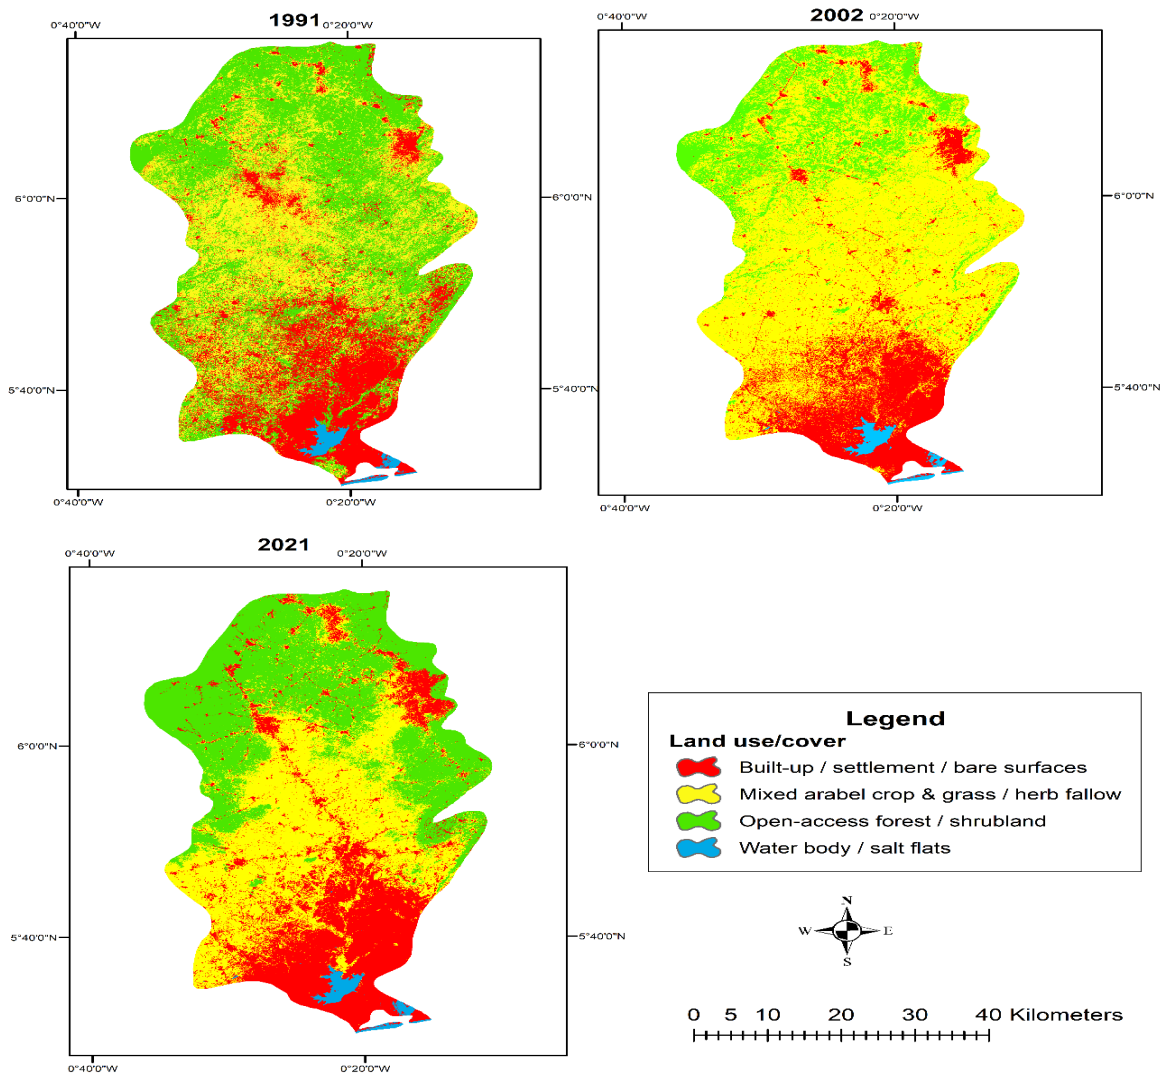 1991
0°40'0"W 0°20'0"W
6°0'0"N 6°0'0"N
5°40'0"N 5°40'0"N
0°40'0"W 0°20'0"W
2002
0°40'0"W 0°20'0"W
6°0'0"N
5°40'0"N
0°40'0"W 0°20'0"W
2021
0°40'0"W 0°20'0"W
6°0'0"N 6°0'0"N
5°40'0"N 5°40'0"N
0°40'0"W 0°20'0"W
Legend
Land use/cover
Built-up / settlement / bare surfaces
Mixed arabel crop & grass / herb fallow
Open-access forest / shrubland
Water body / salt flats
N
W E
S
0 5 10 20 30 40 Kilometers